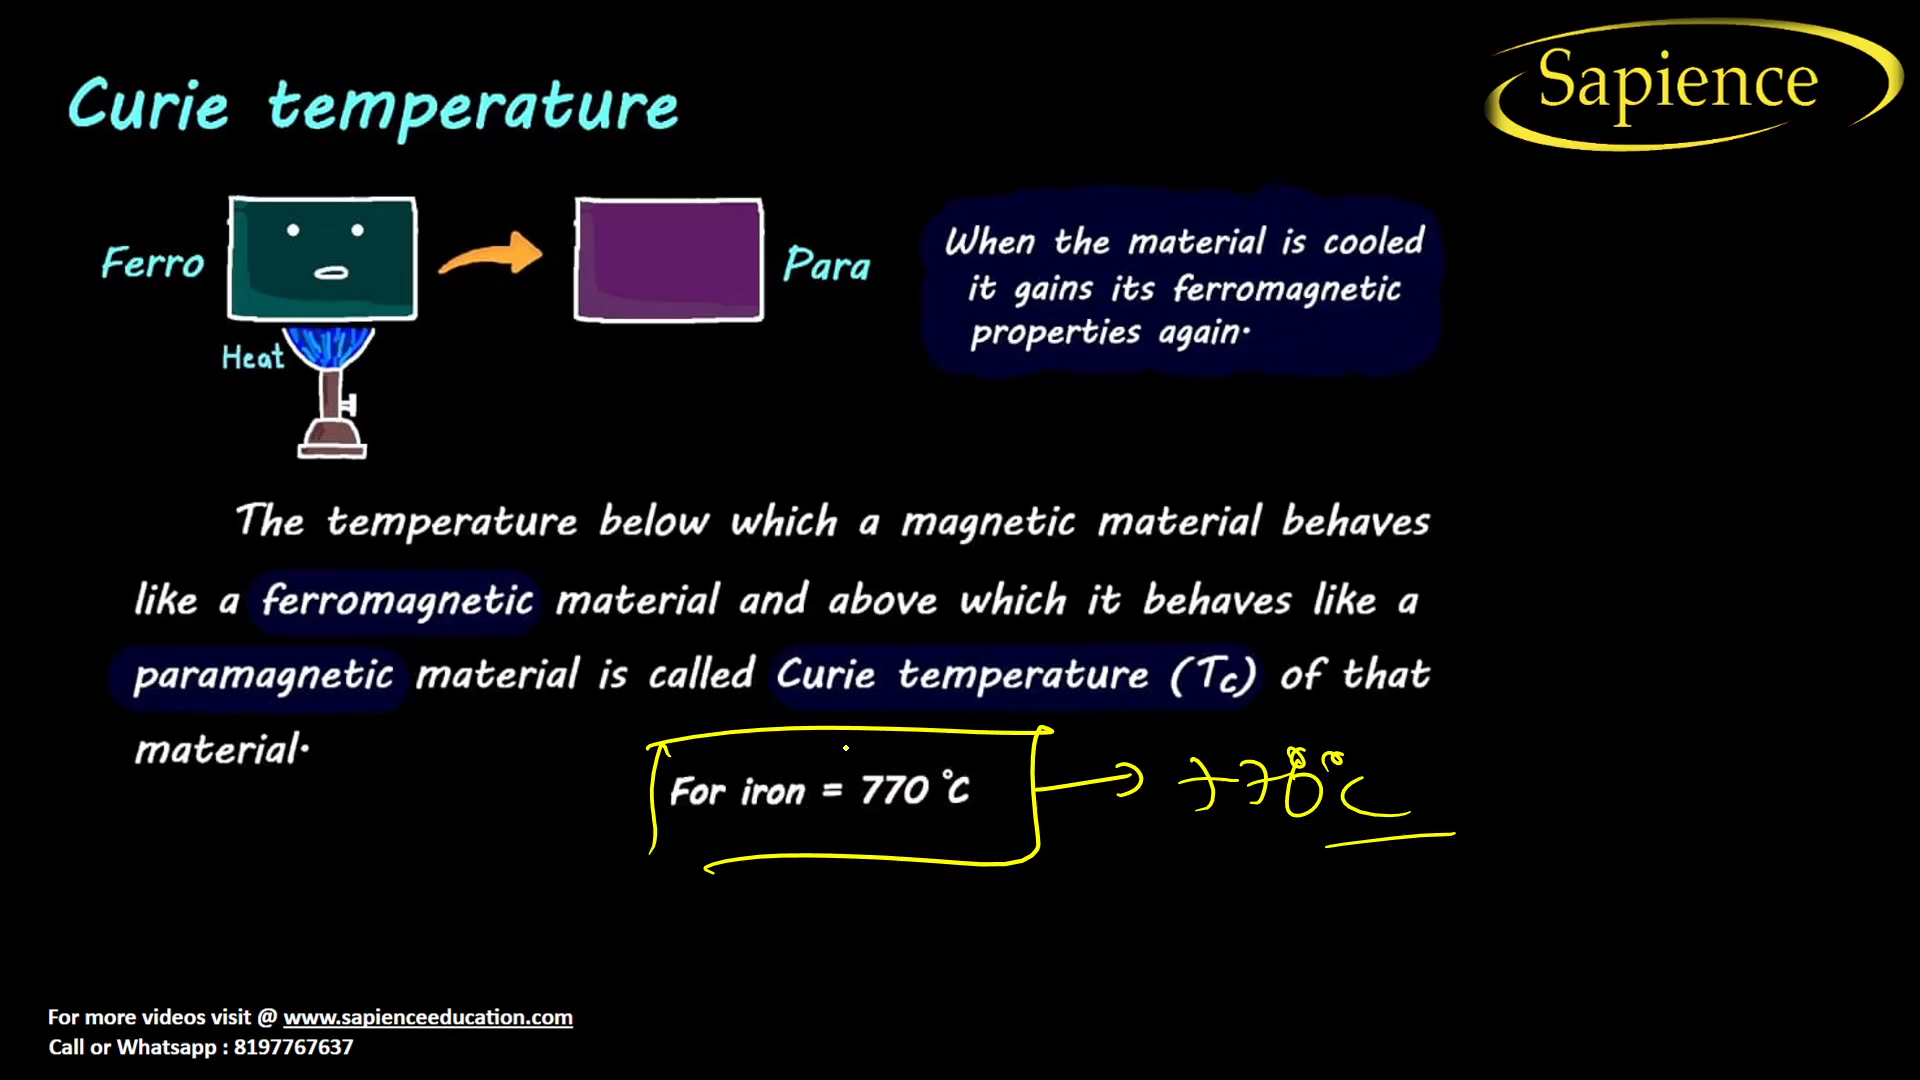 Curie temperature
Sapience
Ferro
Para
Heat
When the material is cooled
it gains its ferromagnetic
properties again.
The temperature below which a magnetic material behaves
like a ferromagnetic material and above which it behaves like a
paramagnetic material is called Curie temperature (Tc) of that
material.
For iron = 770 °C
770°C
For more videos visit @ www.sapienceeducation.com
Call or Whatsapp : 8197767637